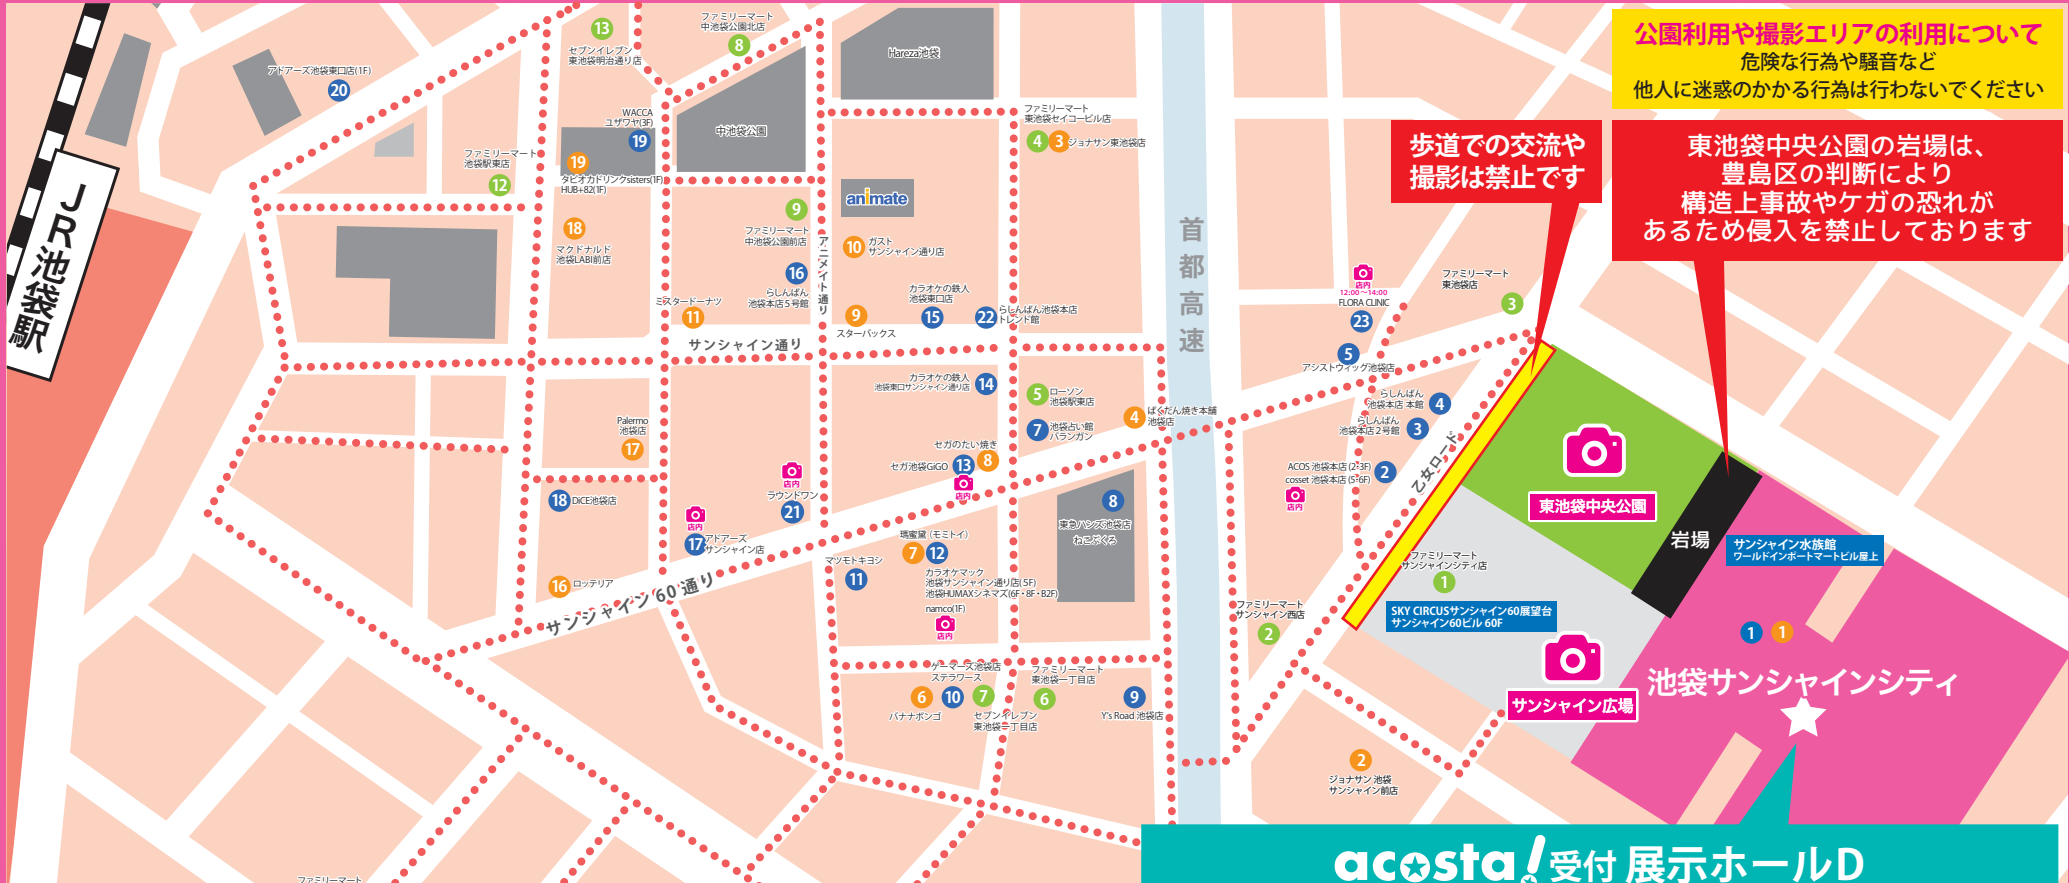 公園利用や撮影エリアの利用について
危険な行為や騒音など
他人に迷惑のかかる行為は行わないでください
歩道での交流や
撮影は禁止です
東池袋中央公園の岩場は、
豊島区の判断により
構造上事故やケガの恐れが
あるため侵入を禁止しております
JR池袋駅
アドアーズ池袋東口店(1F)
20
13
セブンイレブン
東池袋明治通り店
ファミリーマート
中池袋公園北店
8
Hareza池袋
WACCA
ユザワヤ(3F)
19
中池袋公園
ファミリーマート
池袋駅東店
12
19
タピオカドリンクsisters(1F)
HUB+82(1F)
ファミリーマート
東池袋セイコービル店
4
3
ジョナサン東池袋店
animate
18
マクドナルド
池袋LABI前店
9
ファミリーマート
中池袋公園前店
16
らしんばん
池袋本店5号館
アニメイト通り
10
ガスト
サンシャイン通り店
カラオケの鉄人
池袋東口店
15
22
らしんばん池袋本店
トレンド館
ミスタードーナツ
11
9
スターバックス
サンシャイン通り
首都高速
店内
12:00~14:00
FLORA CLINIC
23
ファミリーマート
東池袋店
3
5
アシストウィッグ池袋店
カラオケの鉄人
池袋東口サンシャイン通り店
14
5
ローソン
池袋駅東店
7
池袋占い館
バランガン
4
ばくだん焼き本舗
池袋店
らしんばん
池袋本店 本館
4
らしんばん
池袋本店2号館
3
乙女ロード
ACOS 池袋本店(2・3F)
cosset 池袋本店(5・6F)
2
店内
Palermo
池袋店
17
セガのたい焼き
8
セガ池袋GiGO
13
店内
店内
ラウンドワン
21
18
DiCE池袋店
店内
17
アドアーズ
サンシャイン店
8
東急ハンズ池袋店
ねこぶくろ
瑪蜜黛（モミトイ）
7
12
カラオケマック
池袋サンシャイン通り店(5F)
池袋HUMAXシネマズ(6F・8F・B2F)
namco(1F)
店内
マツモトキヨシ
11
16
ロッテリア
サンシャイン60通り
東池袋中央公園
岩場
サンシャイン水族館
ワールドインポートマートビル屋上
ファミリーマート
サンシャインシティ店
1
SKY CIRCUSサンシャイン60展望台
サンシャイン60ビル 60F
ファミリーマート
サンシャイン西店
2
1
1
池袋サンシャインシティ
サンシャイン広場
ゲーマーズ池袋店
ステラワース
6
10
バナナボンゴ
7
セブンイレブン
東池袋一丁目店
ファミリーマート
東池袋一丁目店
6
9
Y's Road 池袋店
2
ジョナサン 池袋
サンシャイン前店
acosta!受付 展示ホールD
ファミリーマート